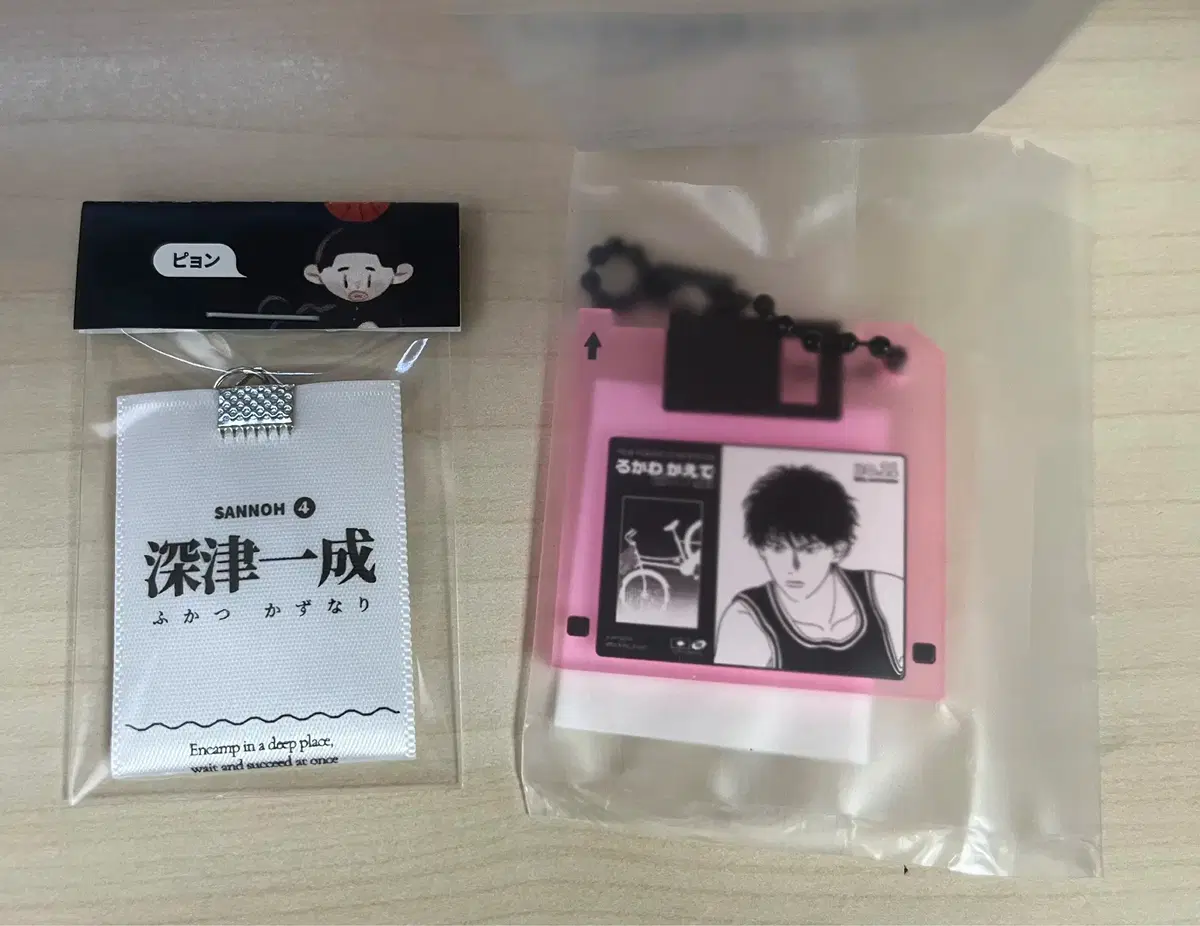 ピョン
SANNOH 4
深津一成
ふかつ かずなり
Encamp in a deep place,
wait and succeed at once
るかわ かえで